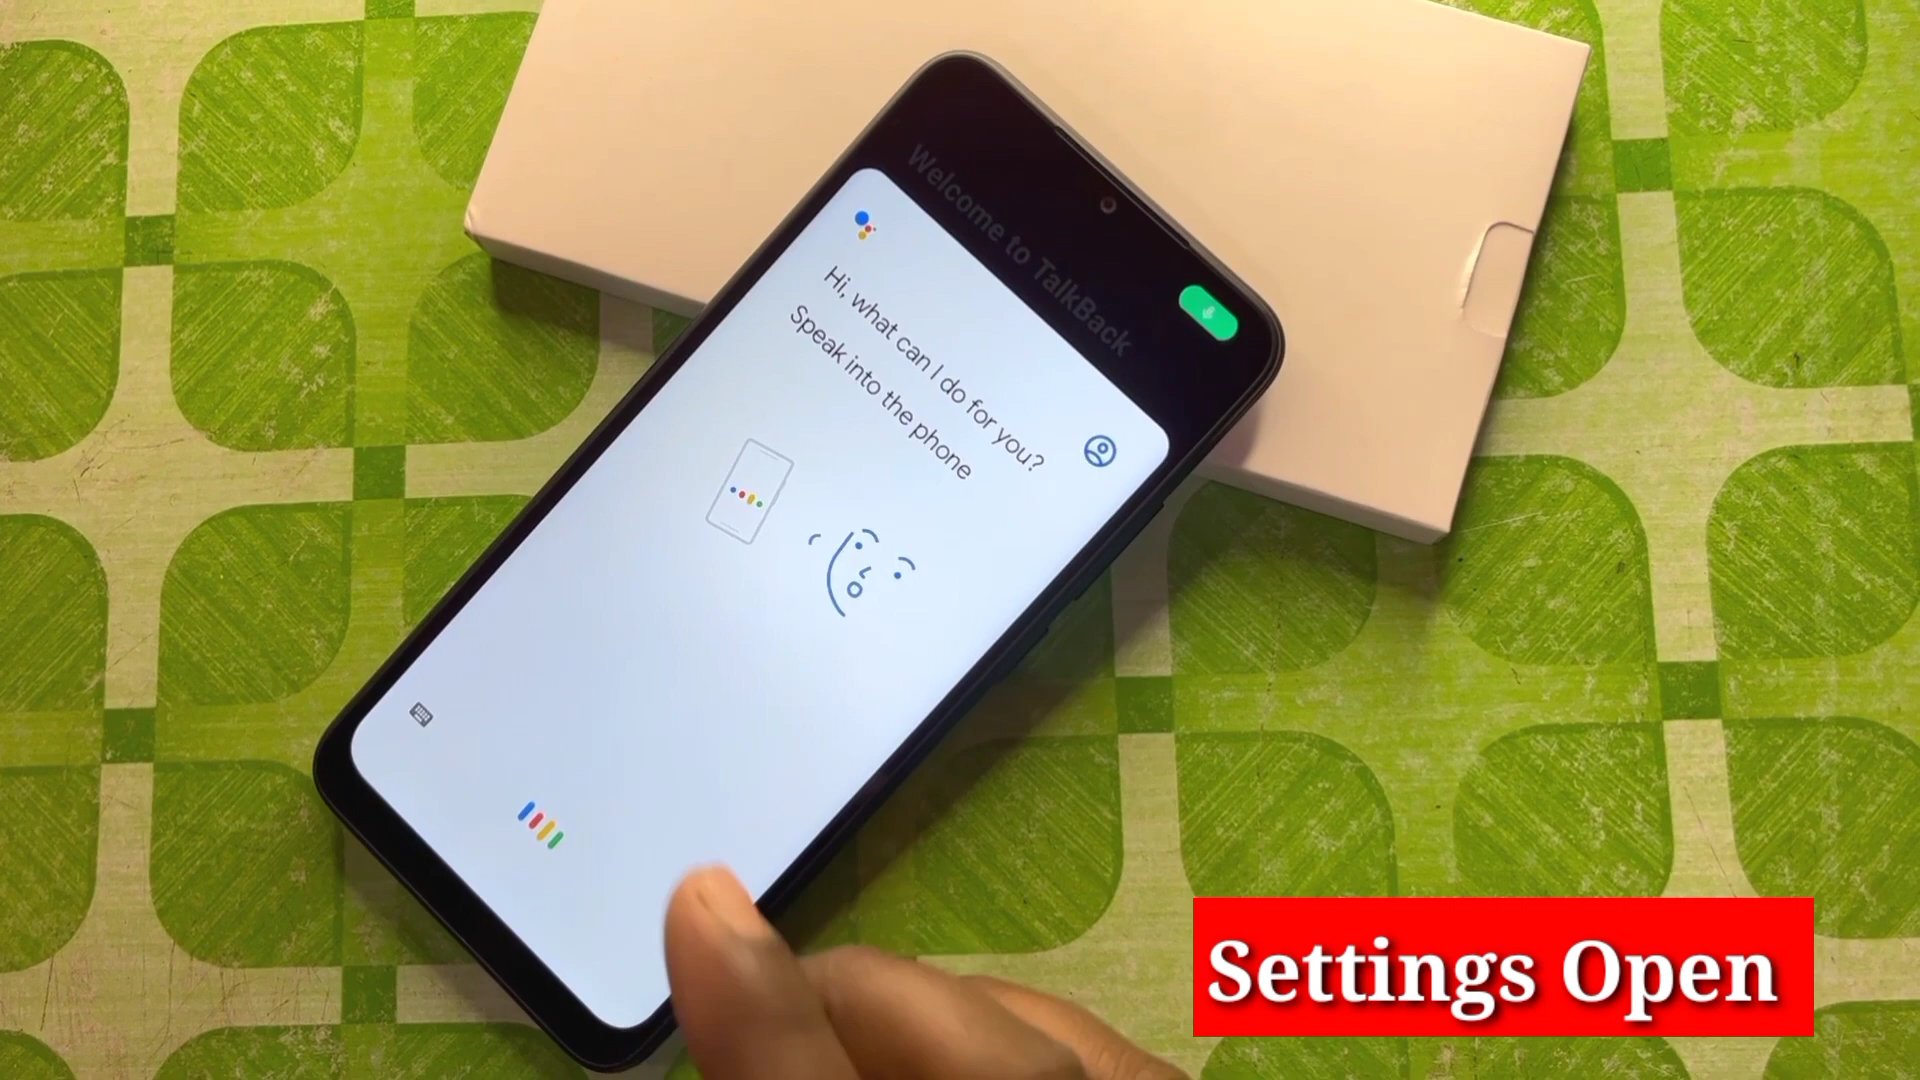 Welcome to TalkBack
Hi, what can I do for you?
Speak into the phone
Settings Open